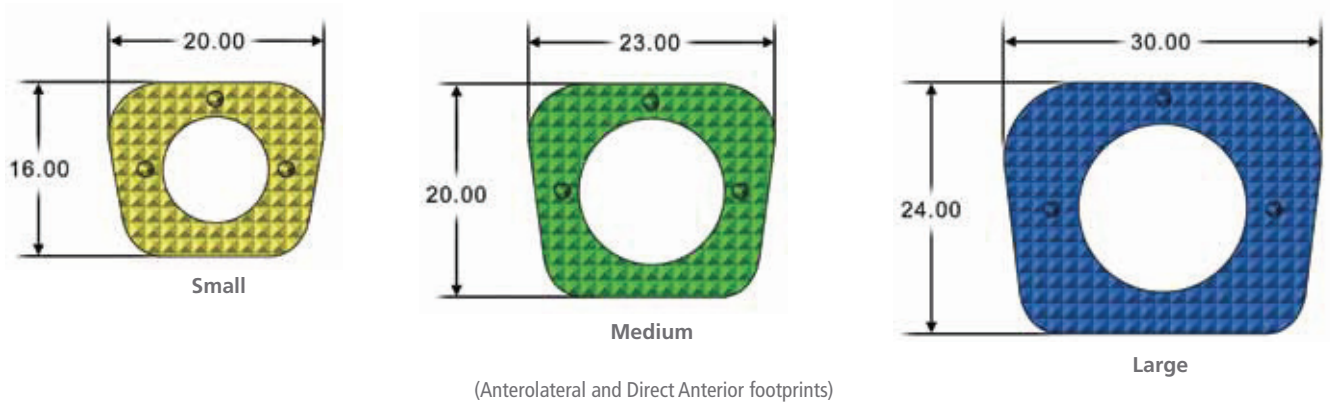 20.00
16.00
Small
23.00
20.00
Medium
30.00
24.00
Large
(Anterolateral and Direct Anterior footprints)